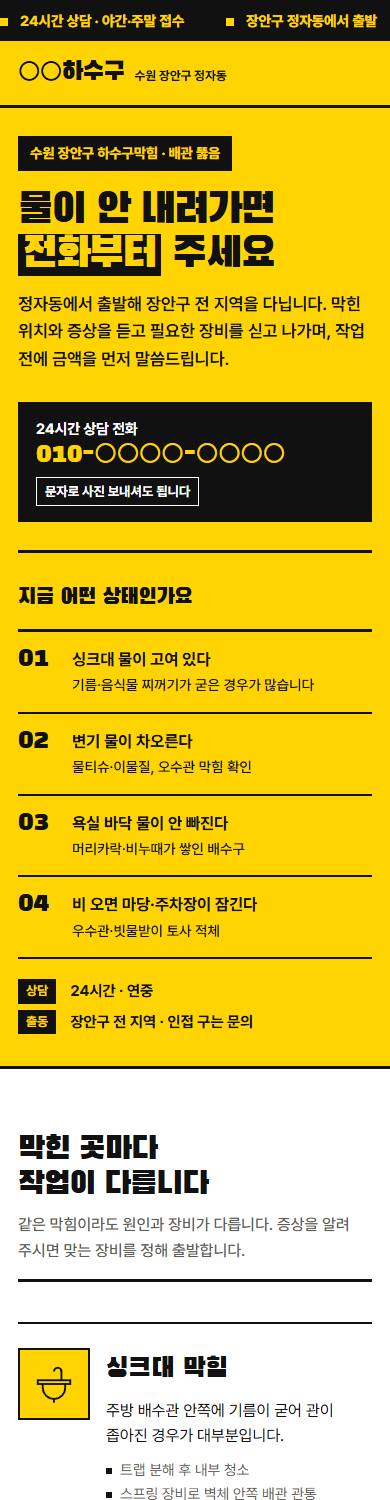 24시간 상담 · 야간·주말 접수
장안구 정자동에서 출발
○○하수구 수원 장안구 정자동
수원 장안구 하수구막힘 · 배관 뚫음
물이 안 내려가면
전화부터 주세요
정자동에서 출발해 장안구 전 지역을 다닙니다. 막힌
위치와 증상을 듣고 필요한 장비를 싣고 나가며, 작업
전에 금액을 먼저 말씀드립니다.
24시간 상담 전화
010-○○○○-○○○○
문자로 사진 보내셔도 됩니다
지금 어떤 상태인가요
01 싱크대 물이 고여 있다
기름·음식물 찌꺼기가 굳은 경우가 많습니다
02 변기 물이 차오른다
물티슈·이물질, 오수관 막힘 확인
03 욕실 바닥 물이 안 빠진다
머리카락·비누때가 쌓인 배수구
04 비 오면 마당·주차장이 잠긴다
우수관·빗물받이 토사 적체
상담 24시간 · 연중
출동 장안구 전 지역 · 인접 구는 문의
막힌 곳마다
작업이 다릅니다
같은 막힘이라도 원인과 장비가 다릅니다. 증상을 알려
주시면 맞는 장비를 정해 출발합니다.
싱크대 막힘
주방 배수관 안쪽에 기름이 굳어 관이
좁아진 경우가 대부분입니다.
트랩 분해 후 내부 청소
스프링 장비로 벽체 안쪽 배관 관통